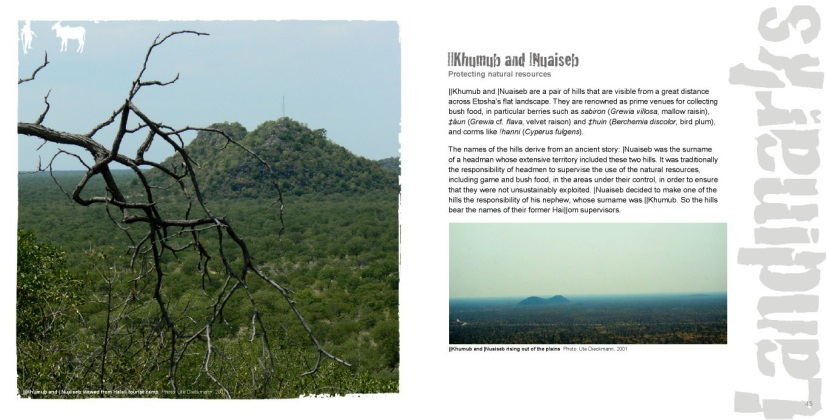 ||Khumub and |Nuaiseb
Protecting natural resources
||Khumub and |Nuaiseb are a pair of hills that are visible from a great distance
across Etosha's flat landscape. They are renowned as prime venues for collecting
bush food, in particular berries such as sabiron (Grewia villosa, mallow raisin),
ǂâun (Grewia cf. flava, velvet raison) and ǂhuin (Berchemia discolor, bird plum),
and corms like !hanni (Cyperus fulgens).
The names of the hills derive from an ancient story: |Nuaiseb was the surname
of a headman whose extensive territory included these two hills. It was traditionally
the responsibility of headmen to supervise the use of the natural resources,
including game and bush food, in the areas under their control, in order to ensure
that they were not unsustainably exploited. |Nuaiseb decided to make one of the
hills the responsibility of his nephew, whose surname was ||Khumub. So the hills
bear the names of their former Hai||om supervisors.
||Khumub and |Nuaiseb rising out of the plains Photo: Ute Dieckmann, 2001
||Khumub and |Nuaiseb viewed from Halali tourist camp Photo: Ute Dieckmann, 2001
Landmarks